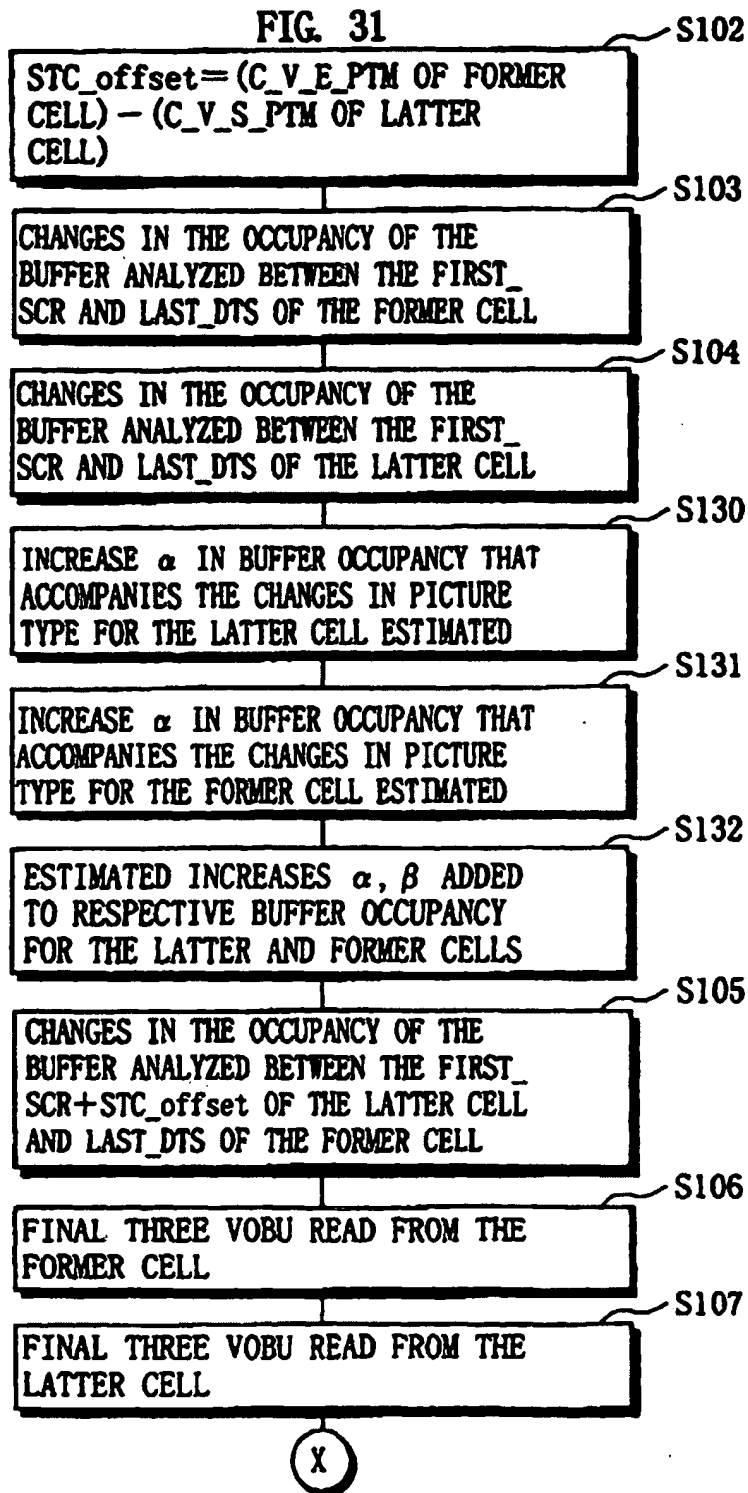 FIG. 31
S102
STC_offset=(C_V_E_PTM OF FORMER
CELL)-(C_V_S_PTM OF LATTER
CELL)
S103
CHANGES IN THE OCCUPANCY OF THE
BUFFER ANALYZED BETWEEN THE FIRST_
SCR AND LAST_DTS OF THE FORMER CELL
S104
CHANGES IN THE OCCUPANCY OF THE
BUFFER ANALYZED BETWEEN THE FIRST_
SCR AND LAST_DTS OF THE LATTER CELL
S130
INCREASE α IN BUFFER OCCUPANCY THAT
ACCOMPANIES THE CHANGES IN PICTURE
TYPE FOR THE LATTER CELL ESTIMATED
S131
INCREASE α IN BUFFER OCCUPANCY THAT
ACCOMPANIES THE CHANGES IN PICTURE
TYPE FOR THE FORMER CELL ESTIMATED
S132
ESTIMATED INCREASES α, β ADDED
TO RESPECTIVE BUFFER OCCUPANCY
FOR THE LATTER AND FORMER CELLS
S105
CHANGES IN THE OCCUPANCY OF THE
BUFFER ANALYZED BETWEEN THE FIRST_
SCR+STC_offset OF THE LATTER CELL
AND LAST_DTS OF THE FORMER CELL
S106
FINAL THREE VOBU READ FROM THE
FORMER CELL
S107
FINAL THREE VOBU READ FROM THE
LATTER CELL
X